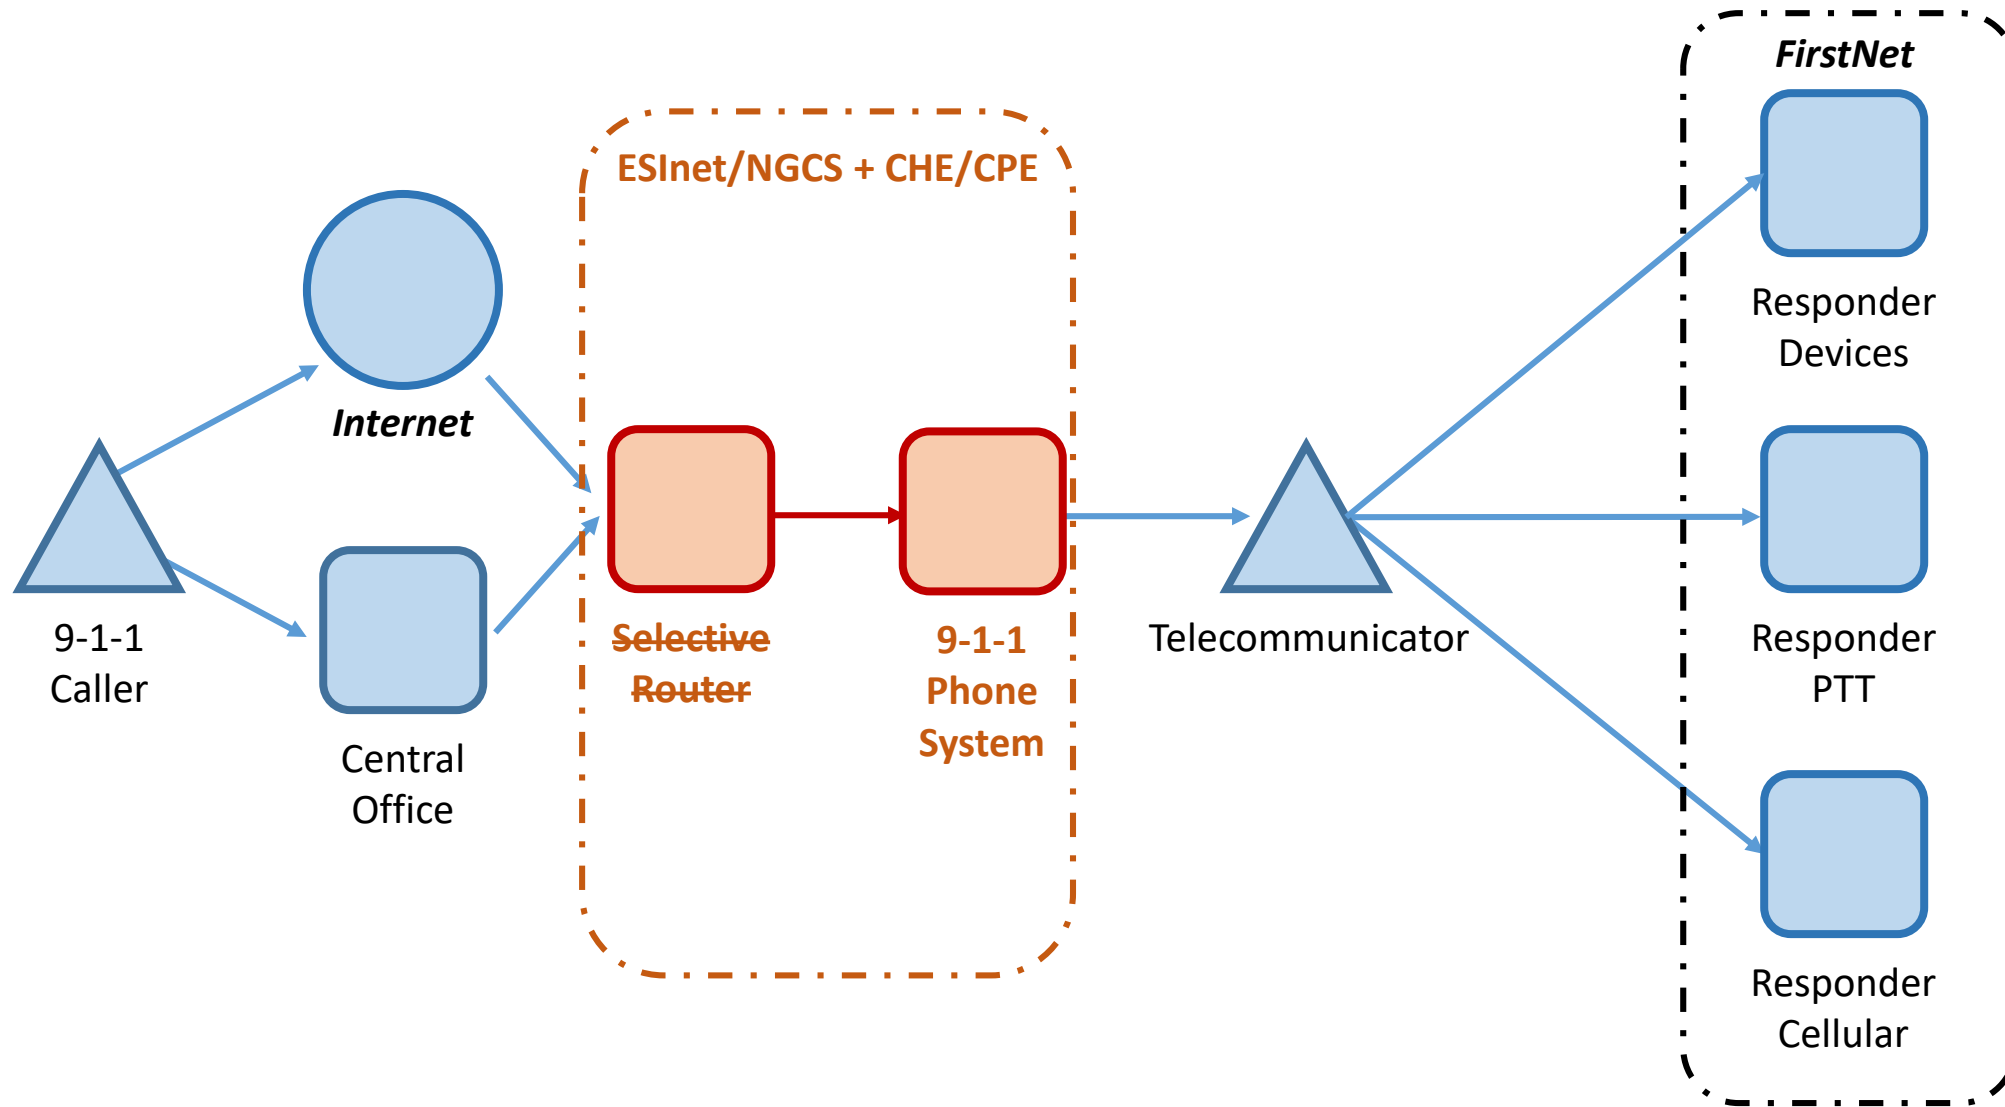 FirstNet
ESInet/NGCS + CHE/CPE
Responder
Devices
Internet
9-1-1
Caller
Selective
Router
9-1-1
Phone
System
Telecommunicator
Responder
PTT
Central
Office
Responder
Cellular